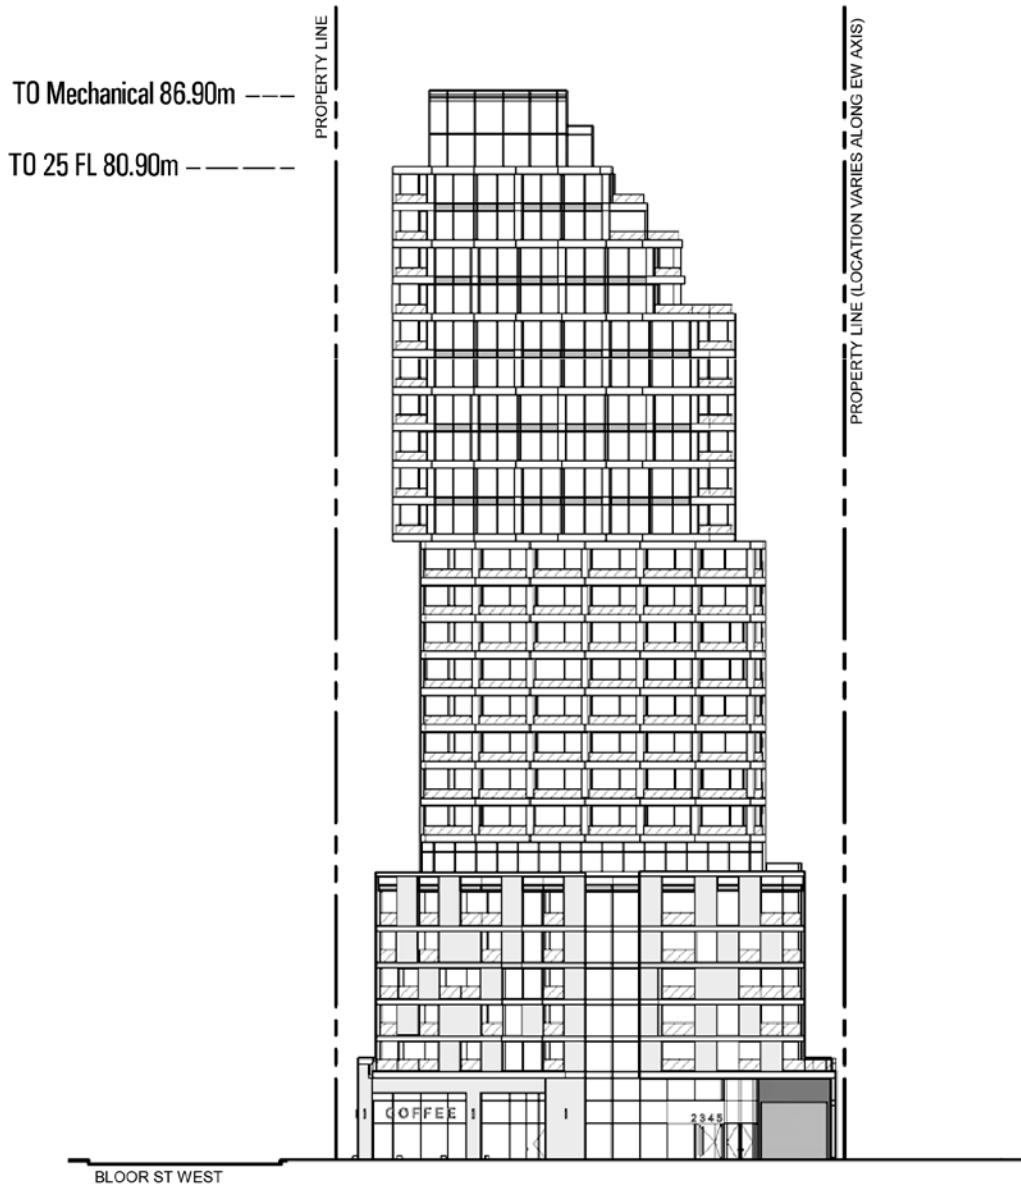 PROPERTY LINE
PROPERTY LINE (LOCATION VARIES ALONG EW AXIS)
TO Mechanical 86.90m
TO 25 FL 80.90m
COFFEE
2345
BLOOR ST WEST